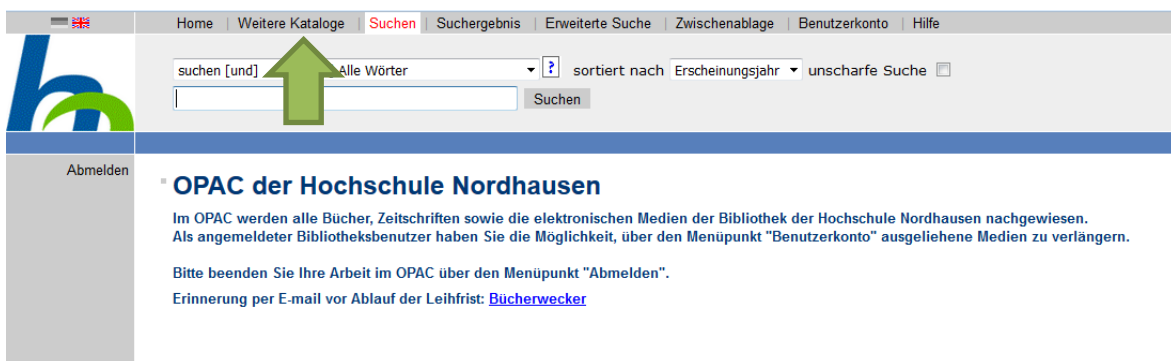 Home | Weitere Kataloge | Suchen | Suchergebnis | Erweiterte Suche | Zwischenablage | Benutzerkonto | Hilfe
suchen [und] Alle Wörter ? sortiert nach Erscheinungsjahr unscharfe Suche
Suchen
Abmelden
OPAC der Hochschule Nordhausen
Im OPAC werden alle Bücher, Zeitschriften sowie die elektronischen Medien der Bibliothek der Hochschule Nordhausen nachgewiesen.
Als angemeldeter Bibliotheksbenutzer haben Sie die Möglichkeit, über den Menüpunkt "Benutzerkonto" ausgeliehene Medien zu verlängern.
Bitte beenden Sie Ihre Arbeit im OPAC über den Menüpunkt "Abmelden".
Erinnerung per E-mail vor Ablauf der Leihfrist: Bücherwecker